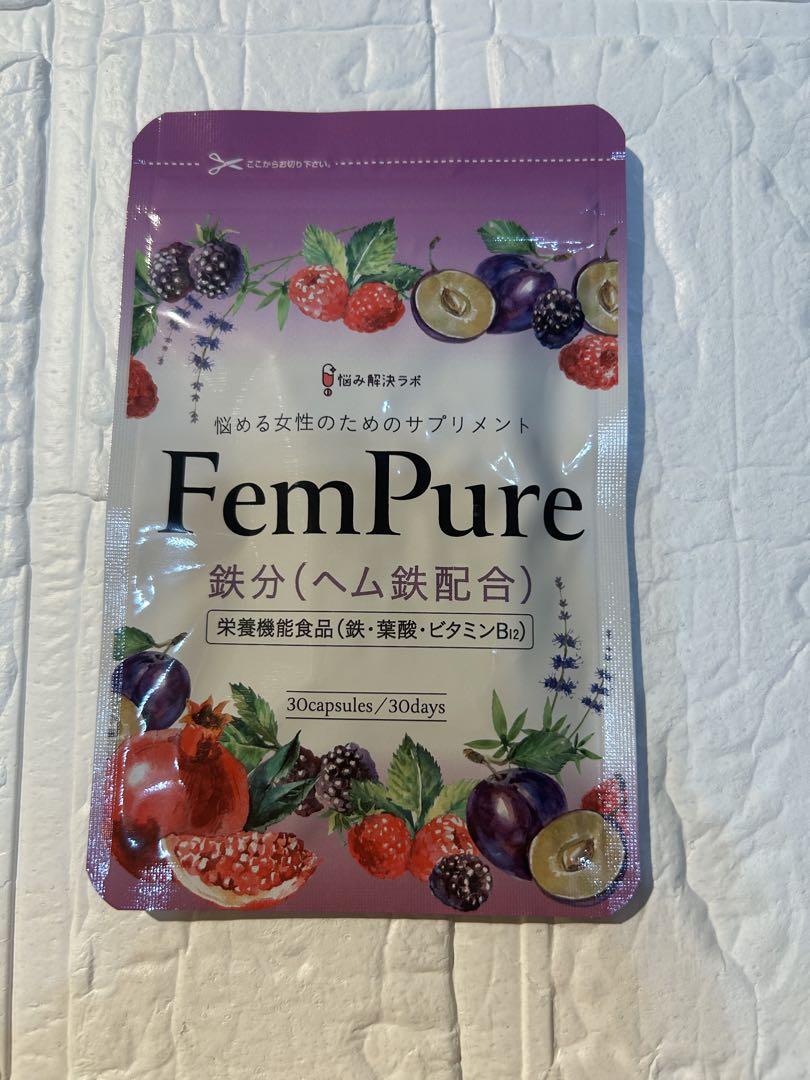 ここからお切り下さい。
悩み解決ラボ
悩める女性のためのサプリメント
FemPure
鉄分(ヘム鉄配合)
栄養機能食品(鉄・葉酸・ビタミンB12)
30capsules/30days